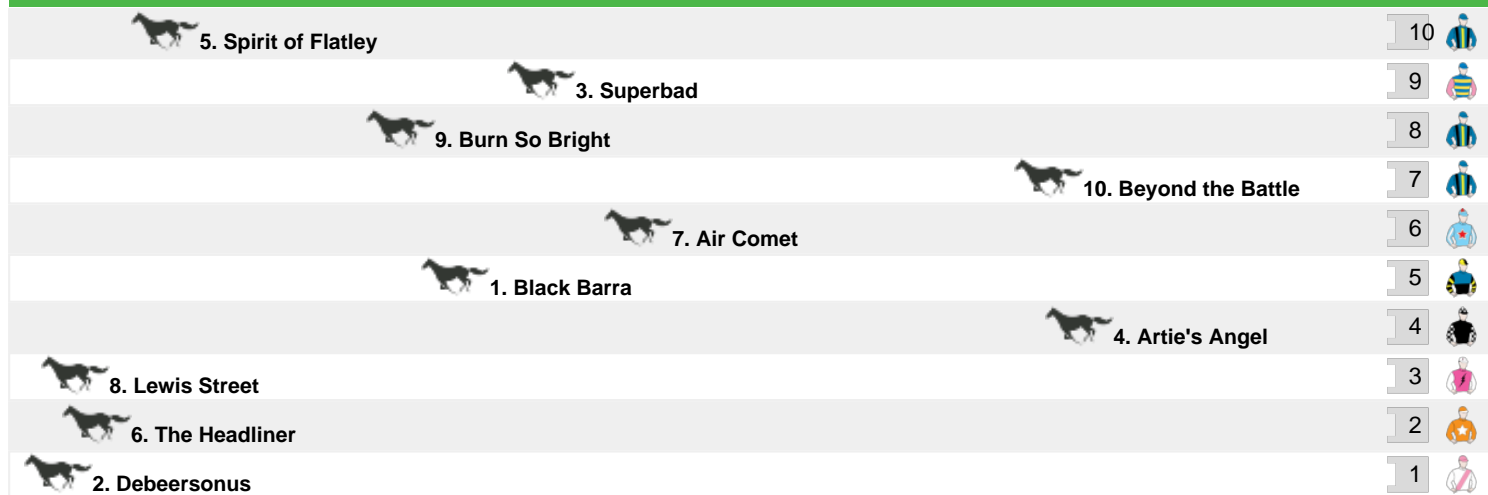 5. Spirit of Flatley 10
3. Superbad 9
9. Burn So Bright 8
10. Beyond the Battle 7
7. Air Comet 6
1. Black Barra 5
4. Artie's Angel 4
8. Lewis Street 3
6. The Headliner 2
2. Debeersonus 1